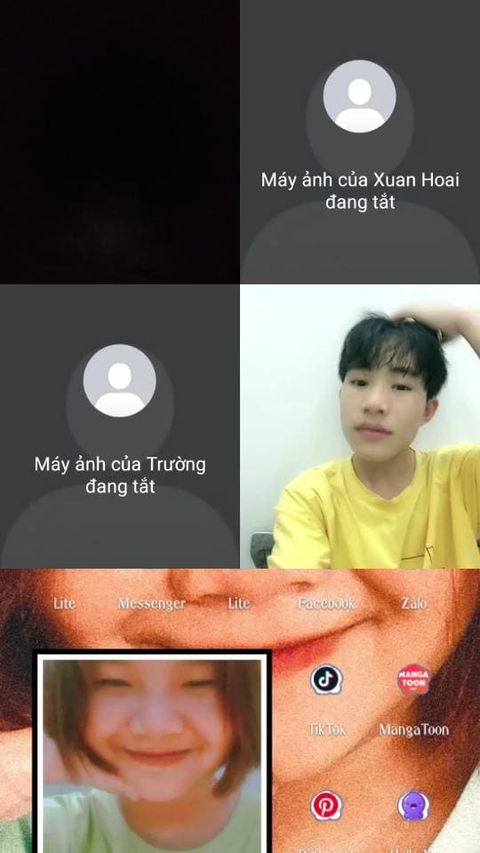 Máy ảnh của Xuan Hoai
đang tắt
Máy ảnh của Trường
đang tắt
Lite Messenger Lite Facebook Zalo
MANGA
TOON
TikTok MangaToon